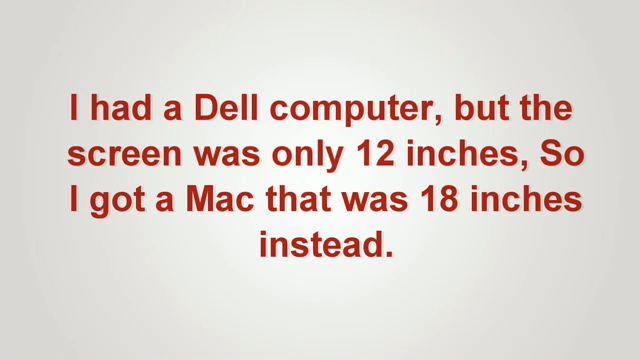 I had a Dell computer, but the
screen was only 12 inches, So
I got a Mac that was 18 inches
instead.